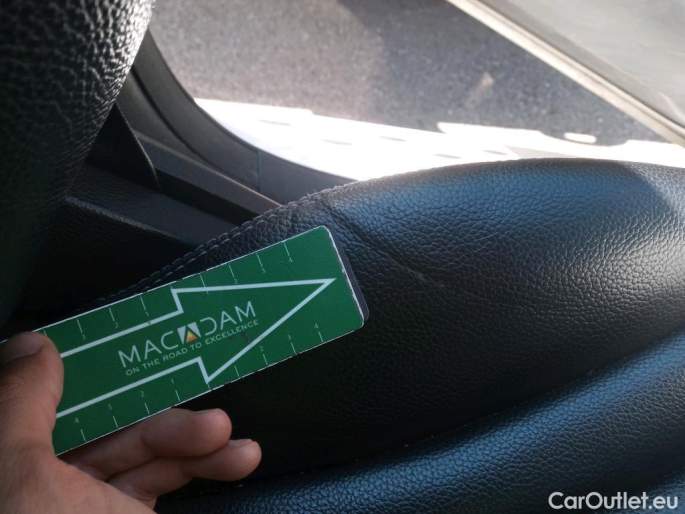 MACADAM
ON THE ROAD TO EXCELLENCE
CarOutlet.eu